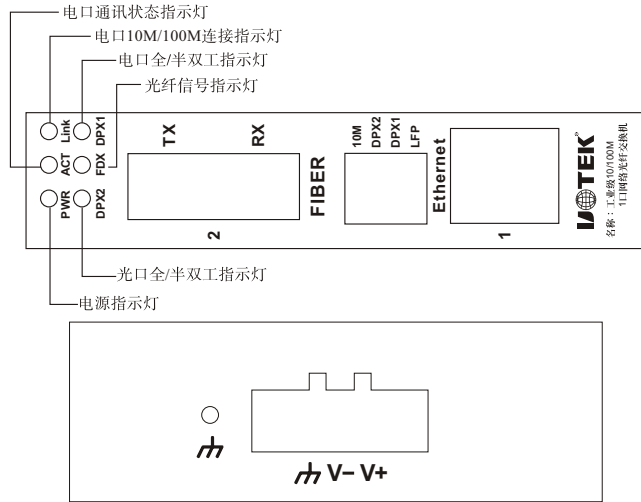 电口通讯状态指示灯
电口10M/100M连接指示灯
电口全/半双工指示灯
光纤信号指示灯
Link DPX1
ACT FDX
PWR DPX2
TX
RX
FIBER
2
10M
DPX2
DPX1
LFP
Ethernet
1
UOTEK®
名称：工业级10/100M
1口网络光纤交换机
光口全/半双工指示灯
电源指示灯
V− V+